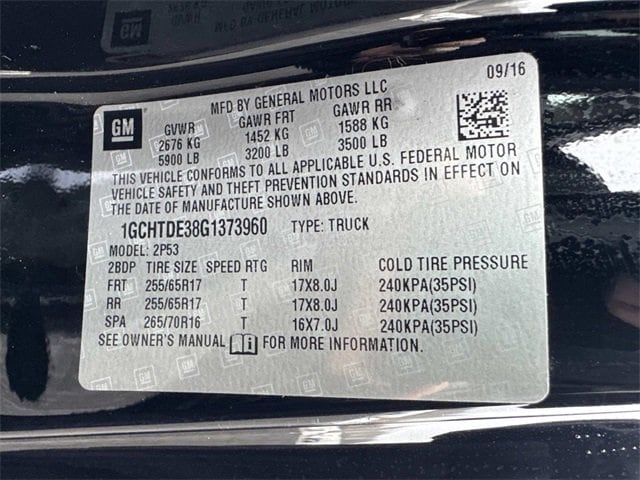 MFD BY GENERAL MOTORS LLC 09/16
GM GVWR GAWR FRT GAWR RR
2676 KG 1452 KG 1588 KG
5900 LB 3200 LB 3500 LB
THIS VEHICLE CONFORMS TO ALL APPLICABLE U.S. FEDERAL MOTOR
VEHICLE SAFETY AND THEFT PREVENTION STANDARDS IN EFFECT ON
THE DATE OF MANUFACTURE SHOWN ABOVE.
1GCHTDE38G1373960 TYPE: TRUCK
MODEL: 2P53
2BDP TIRE SIZE SPEED RTG RIM COLD TIRE PRESSURE
FRT 255/65R17 T 17X8.0J 240KPA(35PSI)
RR 255/65R17 T 17X8.0J 240KPA(35PSI)
SPA 265/70R16 T 16X7.0J 240KPA(35PSI)
SEE OWNER'S MANUAL FOR MORE INFORMATION.